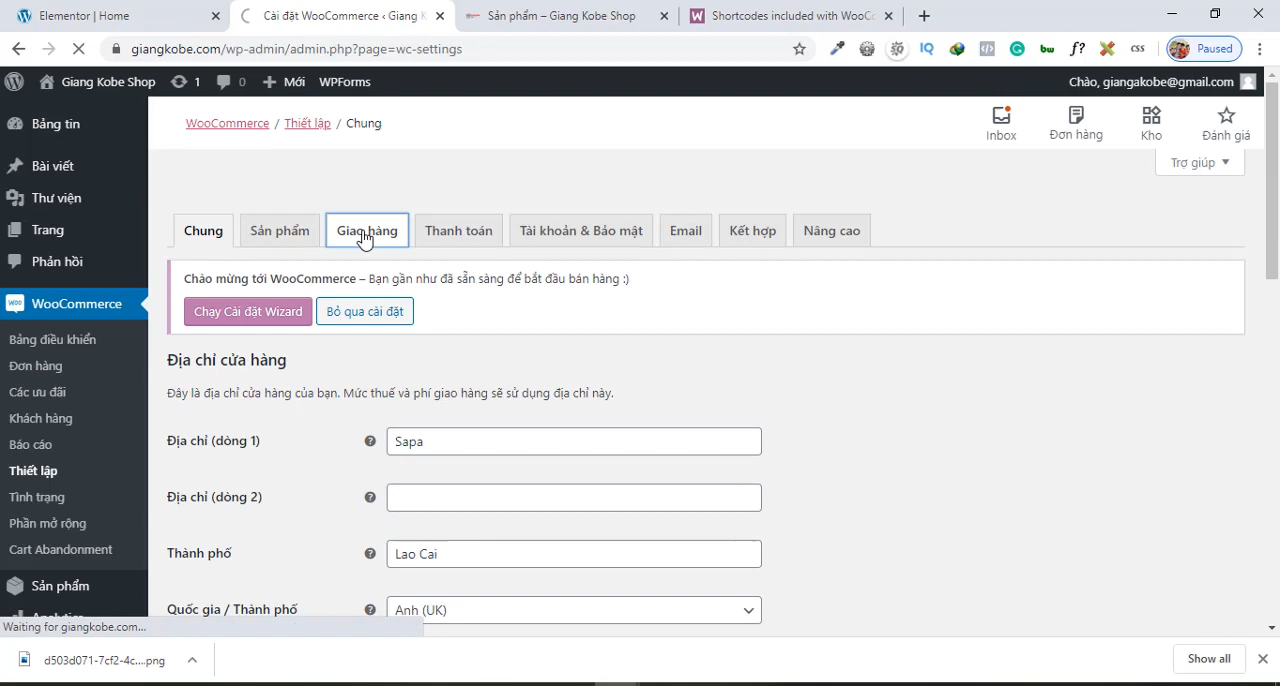 Elementor | Home
Cài đặt WooCommerce ‹ Giang K
Sản phẩm – Giang Kobe Shop
Shortcodes included with WooCo
giangkobe.com/wp-admin/admin.php?page=wc-settings
IQ
bw
f?
css
Paused
Giang Kobe Shop
1
0
Mới
WPForms
Chào, giangakobe@gmail.com
Bảng tin
Bài viết
Thư viện
Trang
Phản hồi
WooCommerce
Bảng điều khiển
Đơn hàng
Các ưu đãi
Khách hàng
Báo cáo
Thiết lập
Tình trạng
Phần mở rộng
Cart Abandonment
Sản phẩm
WooCommerce / Thiết lập / Chung
Inbox
Đơn hàng
Kho
Đánh giá
Trợ giúp
Chung
Sản phẩm
Giao hàng
Thanh toán
Tài khoản & Bảo mật
Email
Kết hợp
Nâng cao
Chào mừng tới WooCommerce – Bạn gần như đã sẵn sàng để bắt đầu bán hàng :)
Chạy Cài đặt Wizard
Bỏ qua cài đặt
Địa chỉ cửa hàng
Đây là địa chỉ cửa hàng của bạn. Mức thuế và phí giao hàng sẽ sử dụng địa chỉ này.
Địa chỉ (dòng 1)
Sapa
Địa chỉ (dòng 2)
Thành phố
Lao Cai
Quốc gia / Thành phố
Anh (UK)
Waiting for giangkobe.com...
d503d071-7cf2-4c....png
Show all